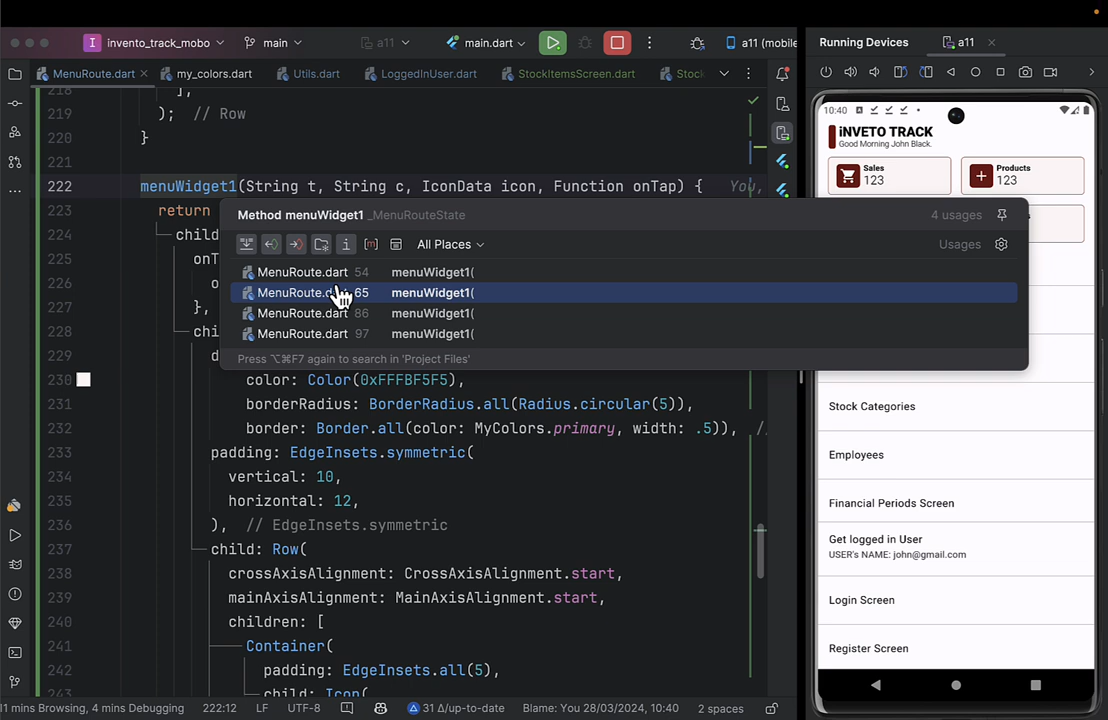 invento_track_mobo
main
a11
main.dart
a11 (mobile
Running Devices
a11
MenuRoute.dart
my_colors.dart
Utils.dart
LoggedInUser.dart
StockItemsScreen.dart
Stock
218 ],
219 ); // Row
220 }
221
222 menuWidget1(String t, String c, IconData icon, Function onTap) { You,
223 return
224 child
225 onT
226 o
227 },
228 chi
229 d
230 color: Color(0xFFFBF5F5),
231 borderRadius: BorderRadius.all(Radius.circular(5)),
232 border: Border.all(color: MyColors.primary, width: .5)), //
233 padding: EdgeInsets.symmetric(
234 vertical: 10,
235 horizontal: 12,
236 ), // EdgeInsets.symmetric
237 child: Row(
238 crossAxisAlignment: CrossAxisAlignment.start,
239 mainAxisAlignment: MainAxisAlignment.start,
240 children: [
241 Container(
242 padding: EdgeInsets.all(5),
243 child: Icon(
Method menuWidget1 _MenuRouteState
4 usages
All Places
Usages
MenuRoute.dart 54 menuWidget1(
MenuRoute.dart 65 menuWidget1(
MenuRoute.dart 86 menuWidget1(
MenuRoute.dart 97 menuWidget1(
Press ⌥⌘F7 again to search in 'Project Files'
10:40
iNVETO TRACK
Good Morning John Black.
Sales
123
Products
123
Stock Categories
Employees
Financial Periods Screen
Get logged in User
USER's NAME: john@gmail.com
Login Screen
Register Screen
11 mins Browsing, 4 mins Debugging
222:12
LF
UTF-8
31 Δ/up-to-date
Blame: You 28/03/2024, 10:40
2 spaces